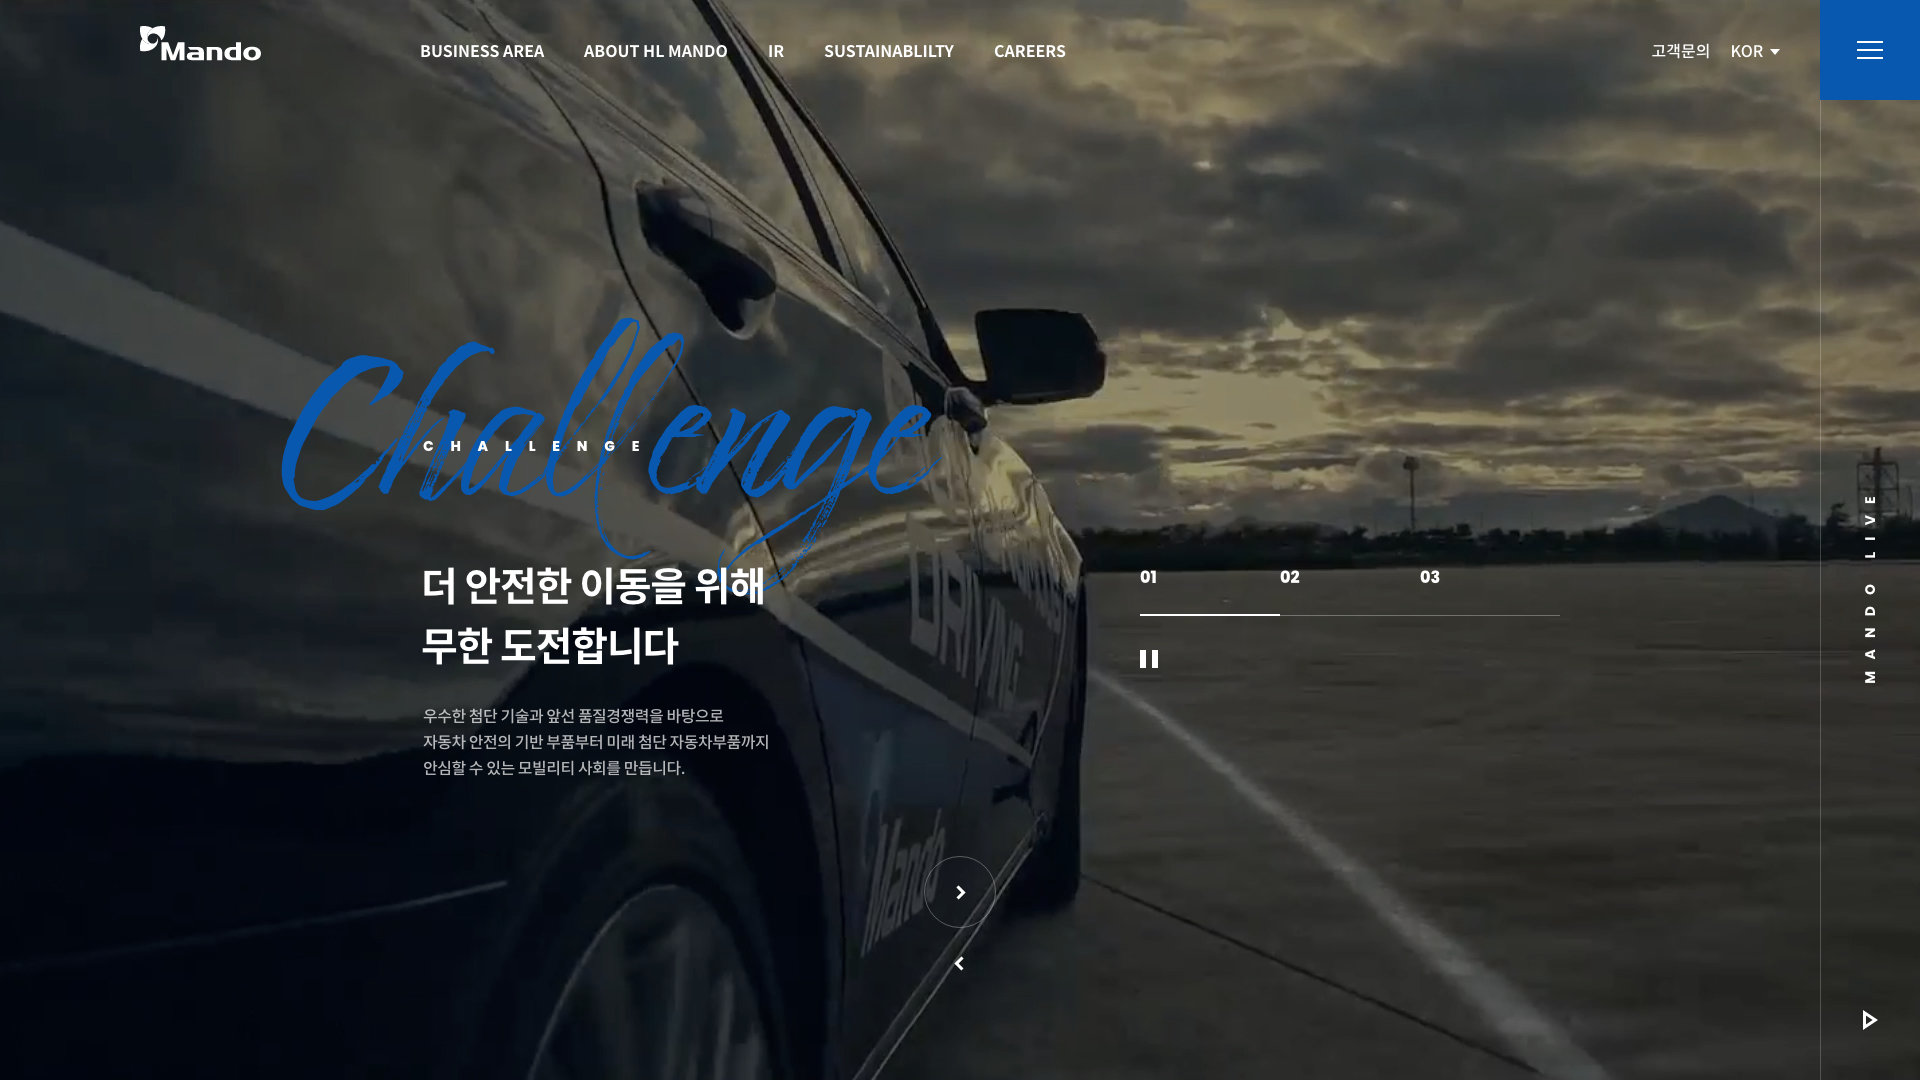 Mando
BUSINESS AREA
ABOUT HL MANDO
IR
SUSTAINABLILTY
CAREERS
고객문의
KOR
Challenge
CHALLENGE
더 안전한 이동을 위해
무한 도전합니다
우수한 첨단 기술과 앞선 품질경쟁력을 바탕으로
자동차 안전의 기반 부품부터 미래 첨단 자동차부품까지
안심할 수 있는 모빌리티 사회를 만듭니다.
01
02
03
MANDO LIVE
DRIVING
Mando